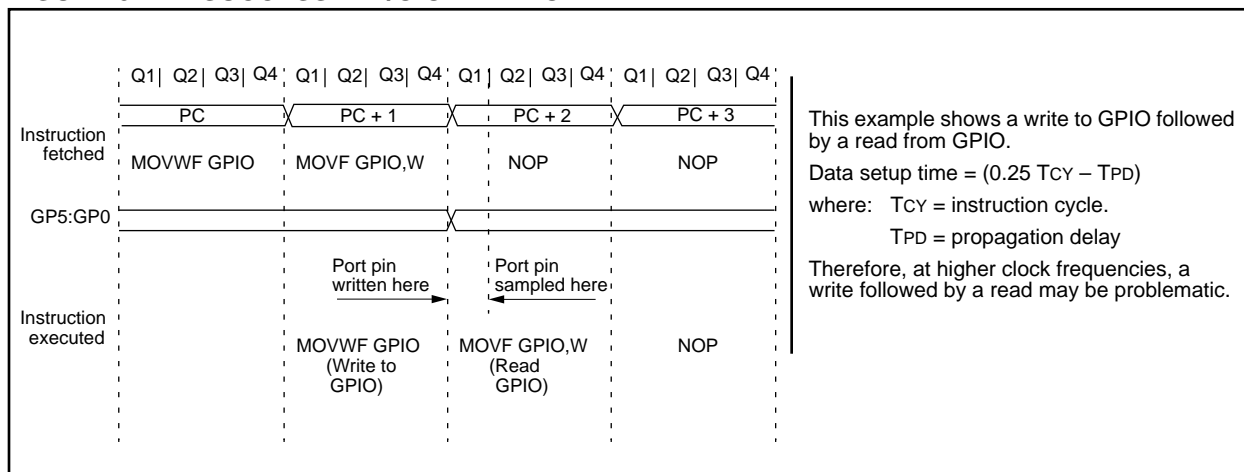 Q1| Q2| Q3| Q4 Q1| Q2| Q3| Q4 Q1| Q2| Q3| Q4 Q1| Q2| Q3| Q4
PC PC + 1 PC + 2 PC + 3
Instruction
fetched
MOVWF GPIO MOVF GPIO,W NOP NOP
GP5:GP0
Port pin
written here
Port pin
sampled here
Instruction
executed
MOVWF GPIO
(Write to
GPIO)
MOVF GPIO,W
(Read
GPIO)
NOP
This example shows a write to GPIO followed
by a read from GPIO.
Data setup time = (0.25 TCY – TPD)
where: TCY = instruction cycle.
TPD = propagation delay
Therefore, at higher clock frequencies, a
write followed by a read may be problematic.